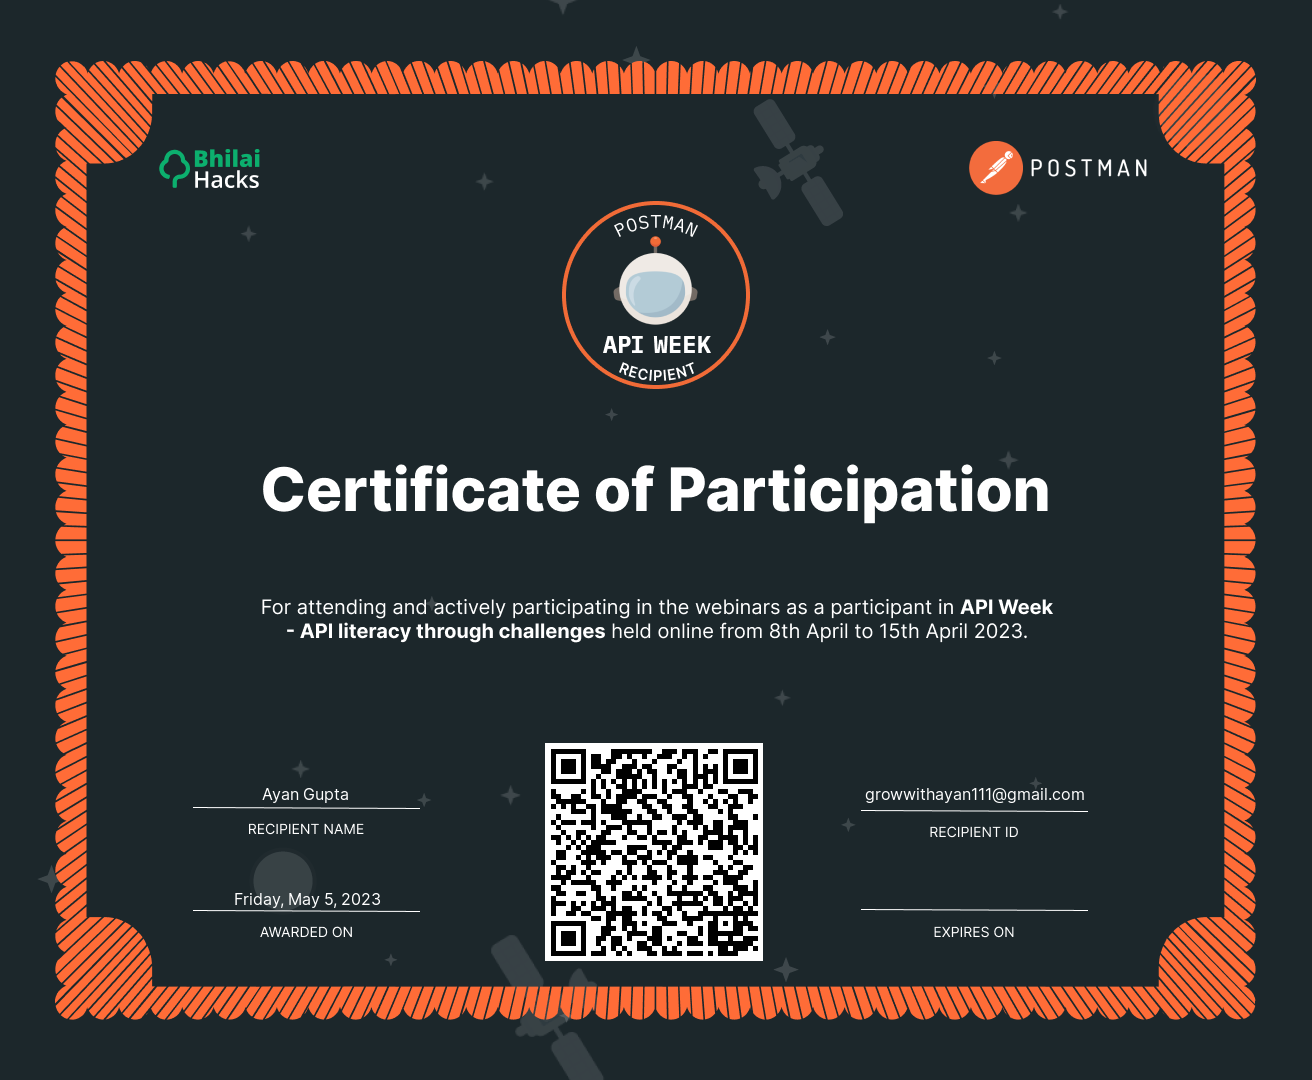 Bhilai
Hacks
POSTMAN
POSTMAN
API WEEK
RECIPIENT
Certificate of Participation
For attending and actively participating in the webinars as a participant in API Week
- API literacy through challenges held online from 8th April to 15th April 2023.
Ayan Gupta
RECIPIENT NAME
growwithayan111@gmail.com
RECIPIENT ID
Friday, May 5, 2023
AWARDED ON
EXPIRES ON